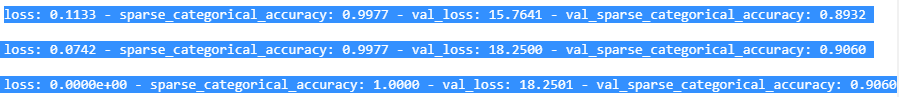 loss: 0.1133 - sparse_categorical_accuracy: 0.9977 - val_loss: 15.7641 - val_sparse_categorical_accuracy: 0.8932
loss: 0.0742 - sparse_categorical_accuracy: 0.9977 - val_loss: 18.2500 - val_sparse_categorical_accuracy: 0.9060
loss: 0.0000e+00 - sparse_categorical_accuracy: 1.0000 - val_loss: 18.2501 - val_sparse_categorical_accuracy: 0.9060